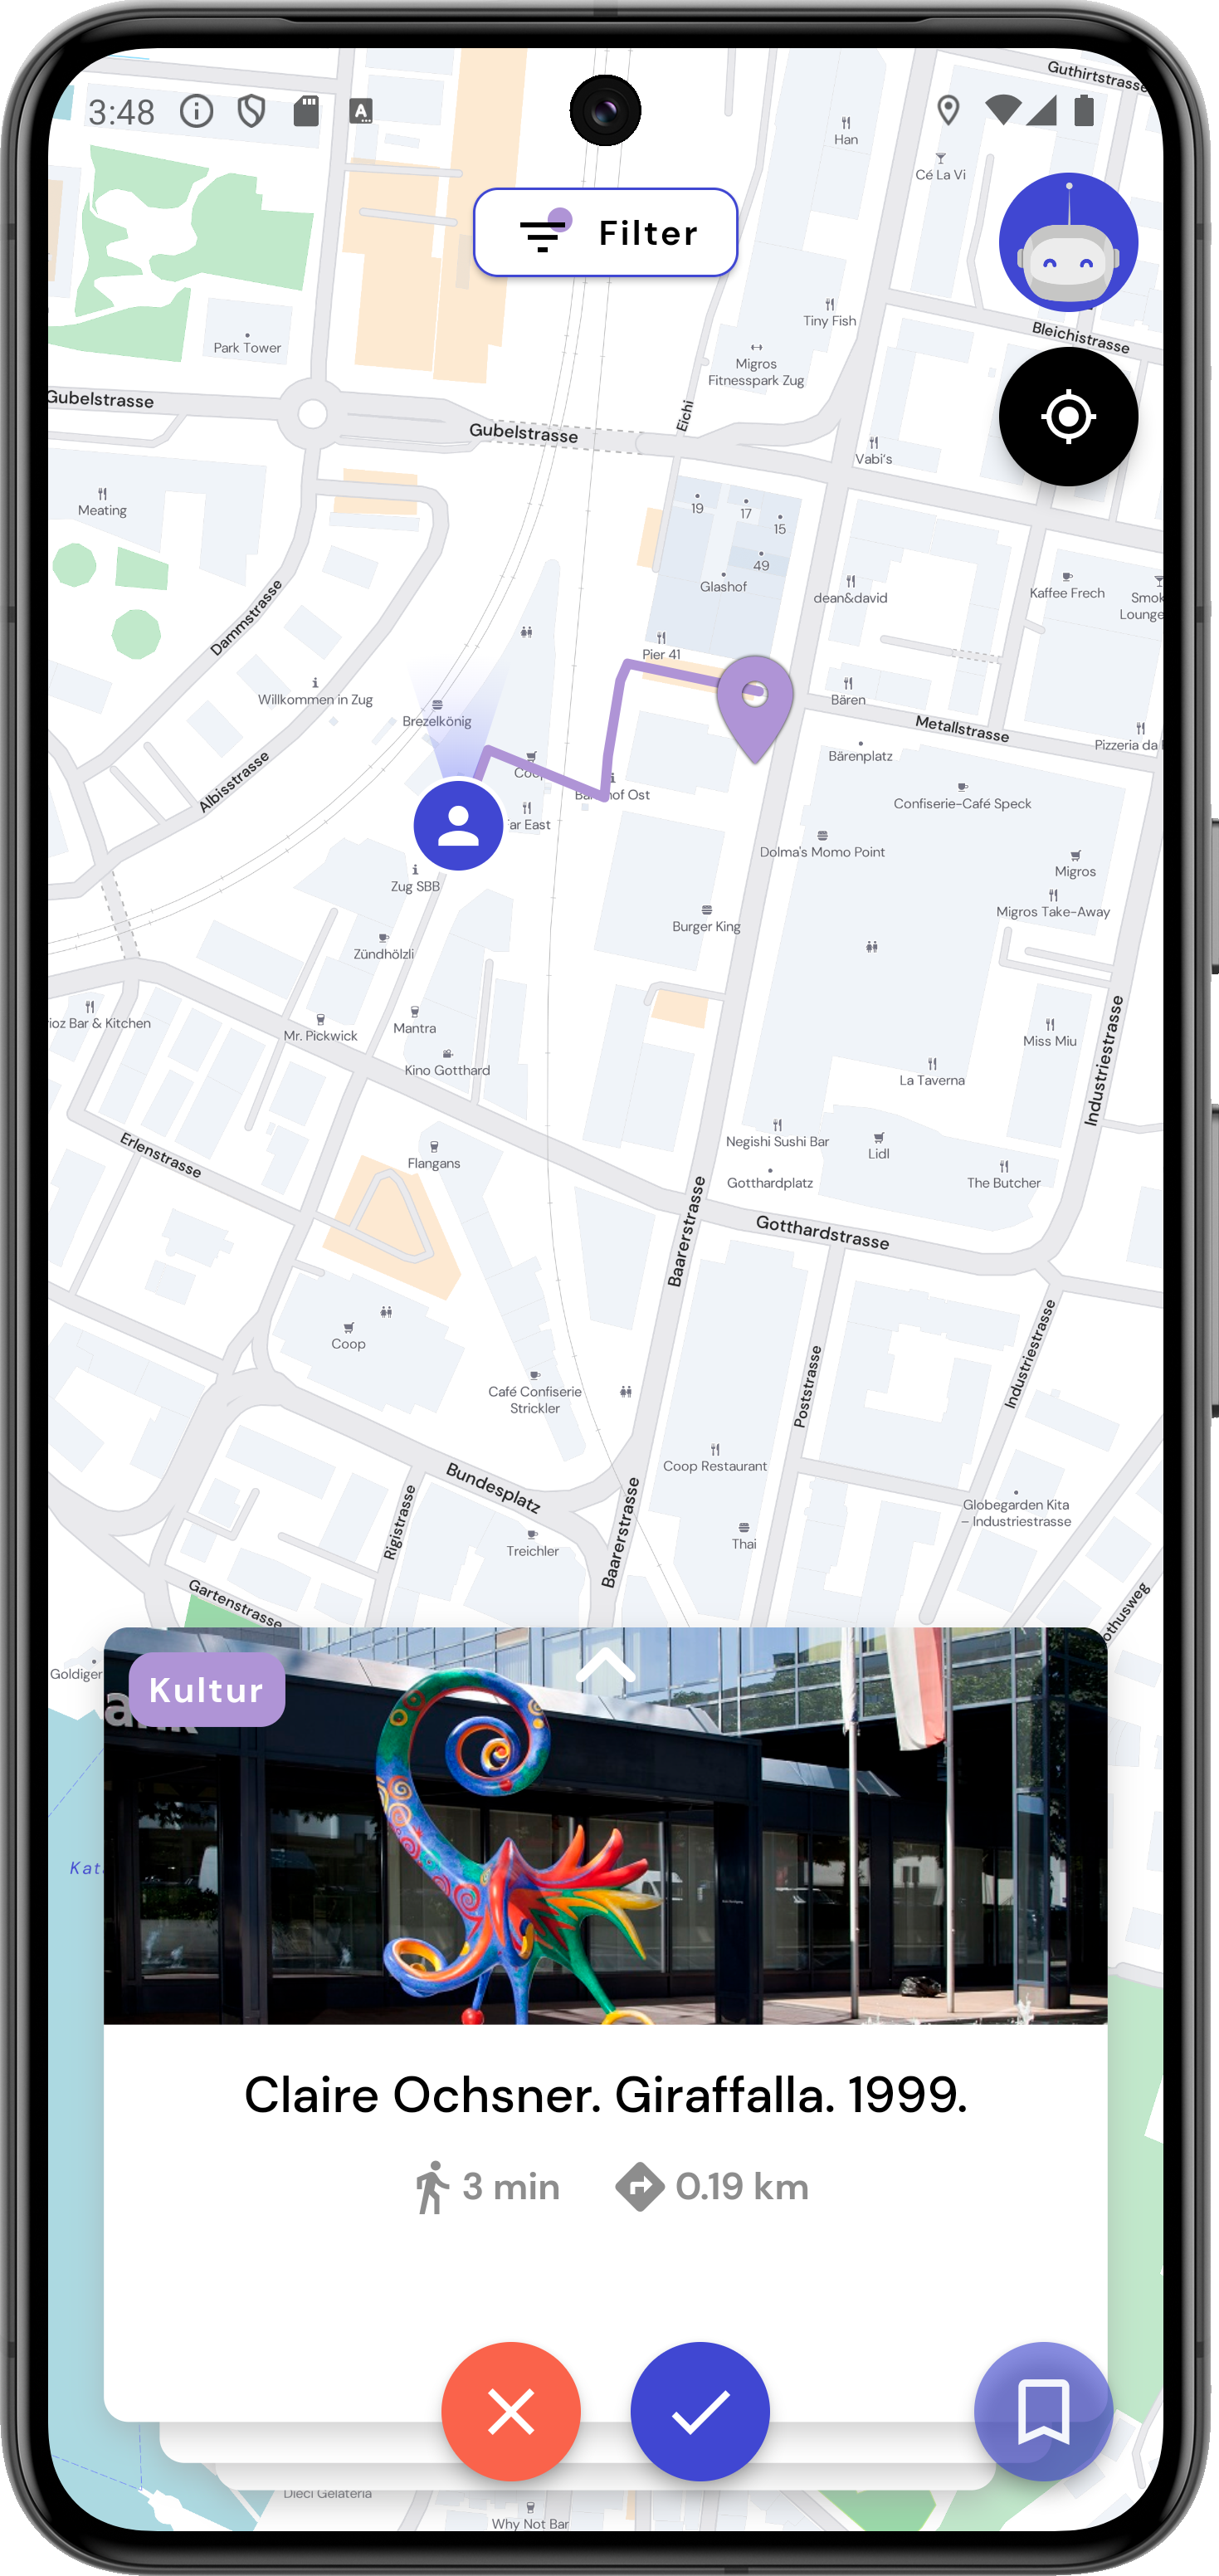 3:48
Guthirtstrasse
Han
Cé La Vi
Filter
Tiny Fish
Park Tower
Bleichistrasse
Migros
Fitnesspark Zug
Gubelstrasse
Eichi
Gubelstrasse
Vabi's
Meating
19
17
15
49
Glashof
dean&david
Kaffee Frech
Smok
Lounge
Dammstrasse
Pier 41
Willkommen in Zug
Brezelkönig
Bären
Metallstrasse
Pizzeria da
Bärenplatz
Albisstrasse
Confiserie-Café Speck
Far East
Dolma's Momo Point
Migros
Zug SBB
Migros Take-Away
Burger King
Zündhölzli
Mantra
Mr. Pickwick
Bar & Kitchen
Miss Miu
Kino Gotthard
La Taverna
Industriestrasse
Erlenstrasse
Flangans
Negishi Sushi Bar
Lidl
Gotthardplatz
The Butcher
Baarerstrasse
Gotthardstrasse
Coop
Industriestrasse
Poststrasse
Café Confiserie
Strickler
Coop Restaurant
Bundesplatz
Rigistrasse
Baarerstrasse
Globegarden Kita
– Industriestrasse
Treichler
Thai
Gartenstrasse
othusweg
Goldiger
Kultur
Kat
Claire Ochsner. Giraffalla. 1999.
3 min
0.19 km
Dieci Gelateria
Why Not Bar